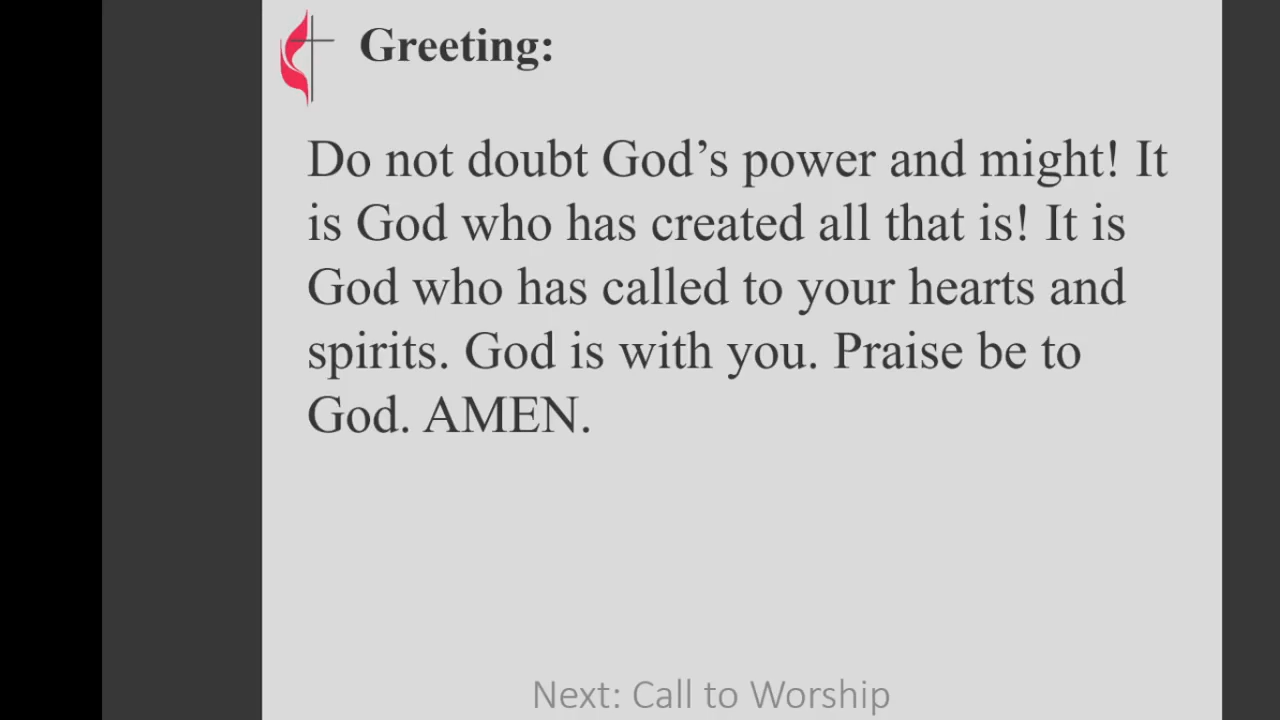 Greeting:
Do not doubt God’s power and might! It
is God who has created all that is! It is
God who has called to your hearts and
spirits. God is with you. Praise be to
God. AMEN.
Next: Call to Worship